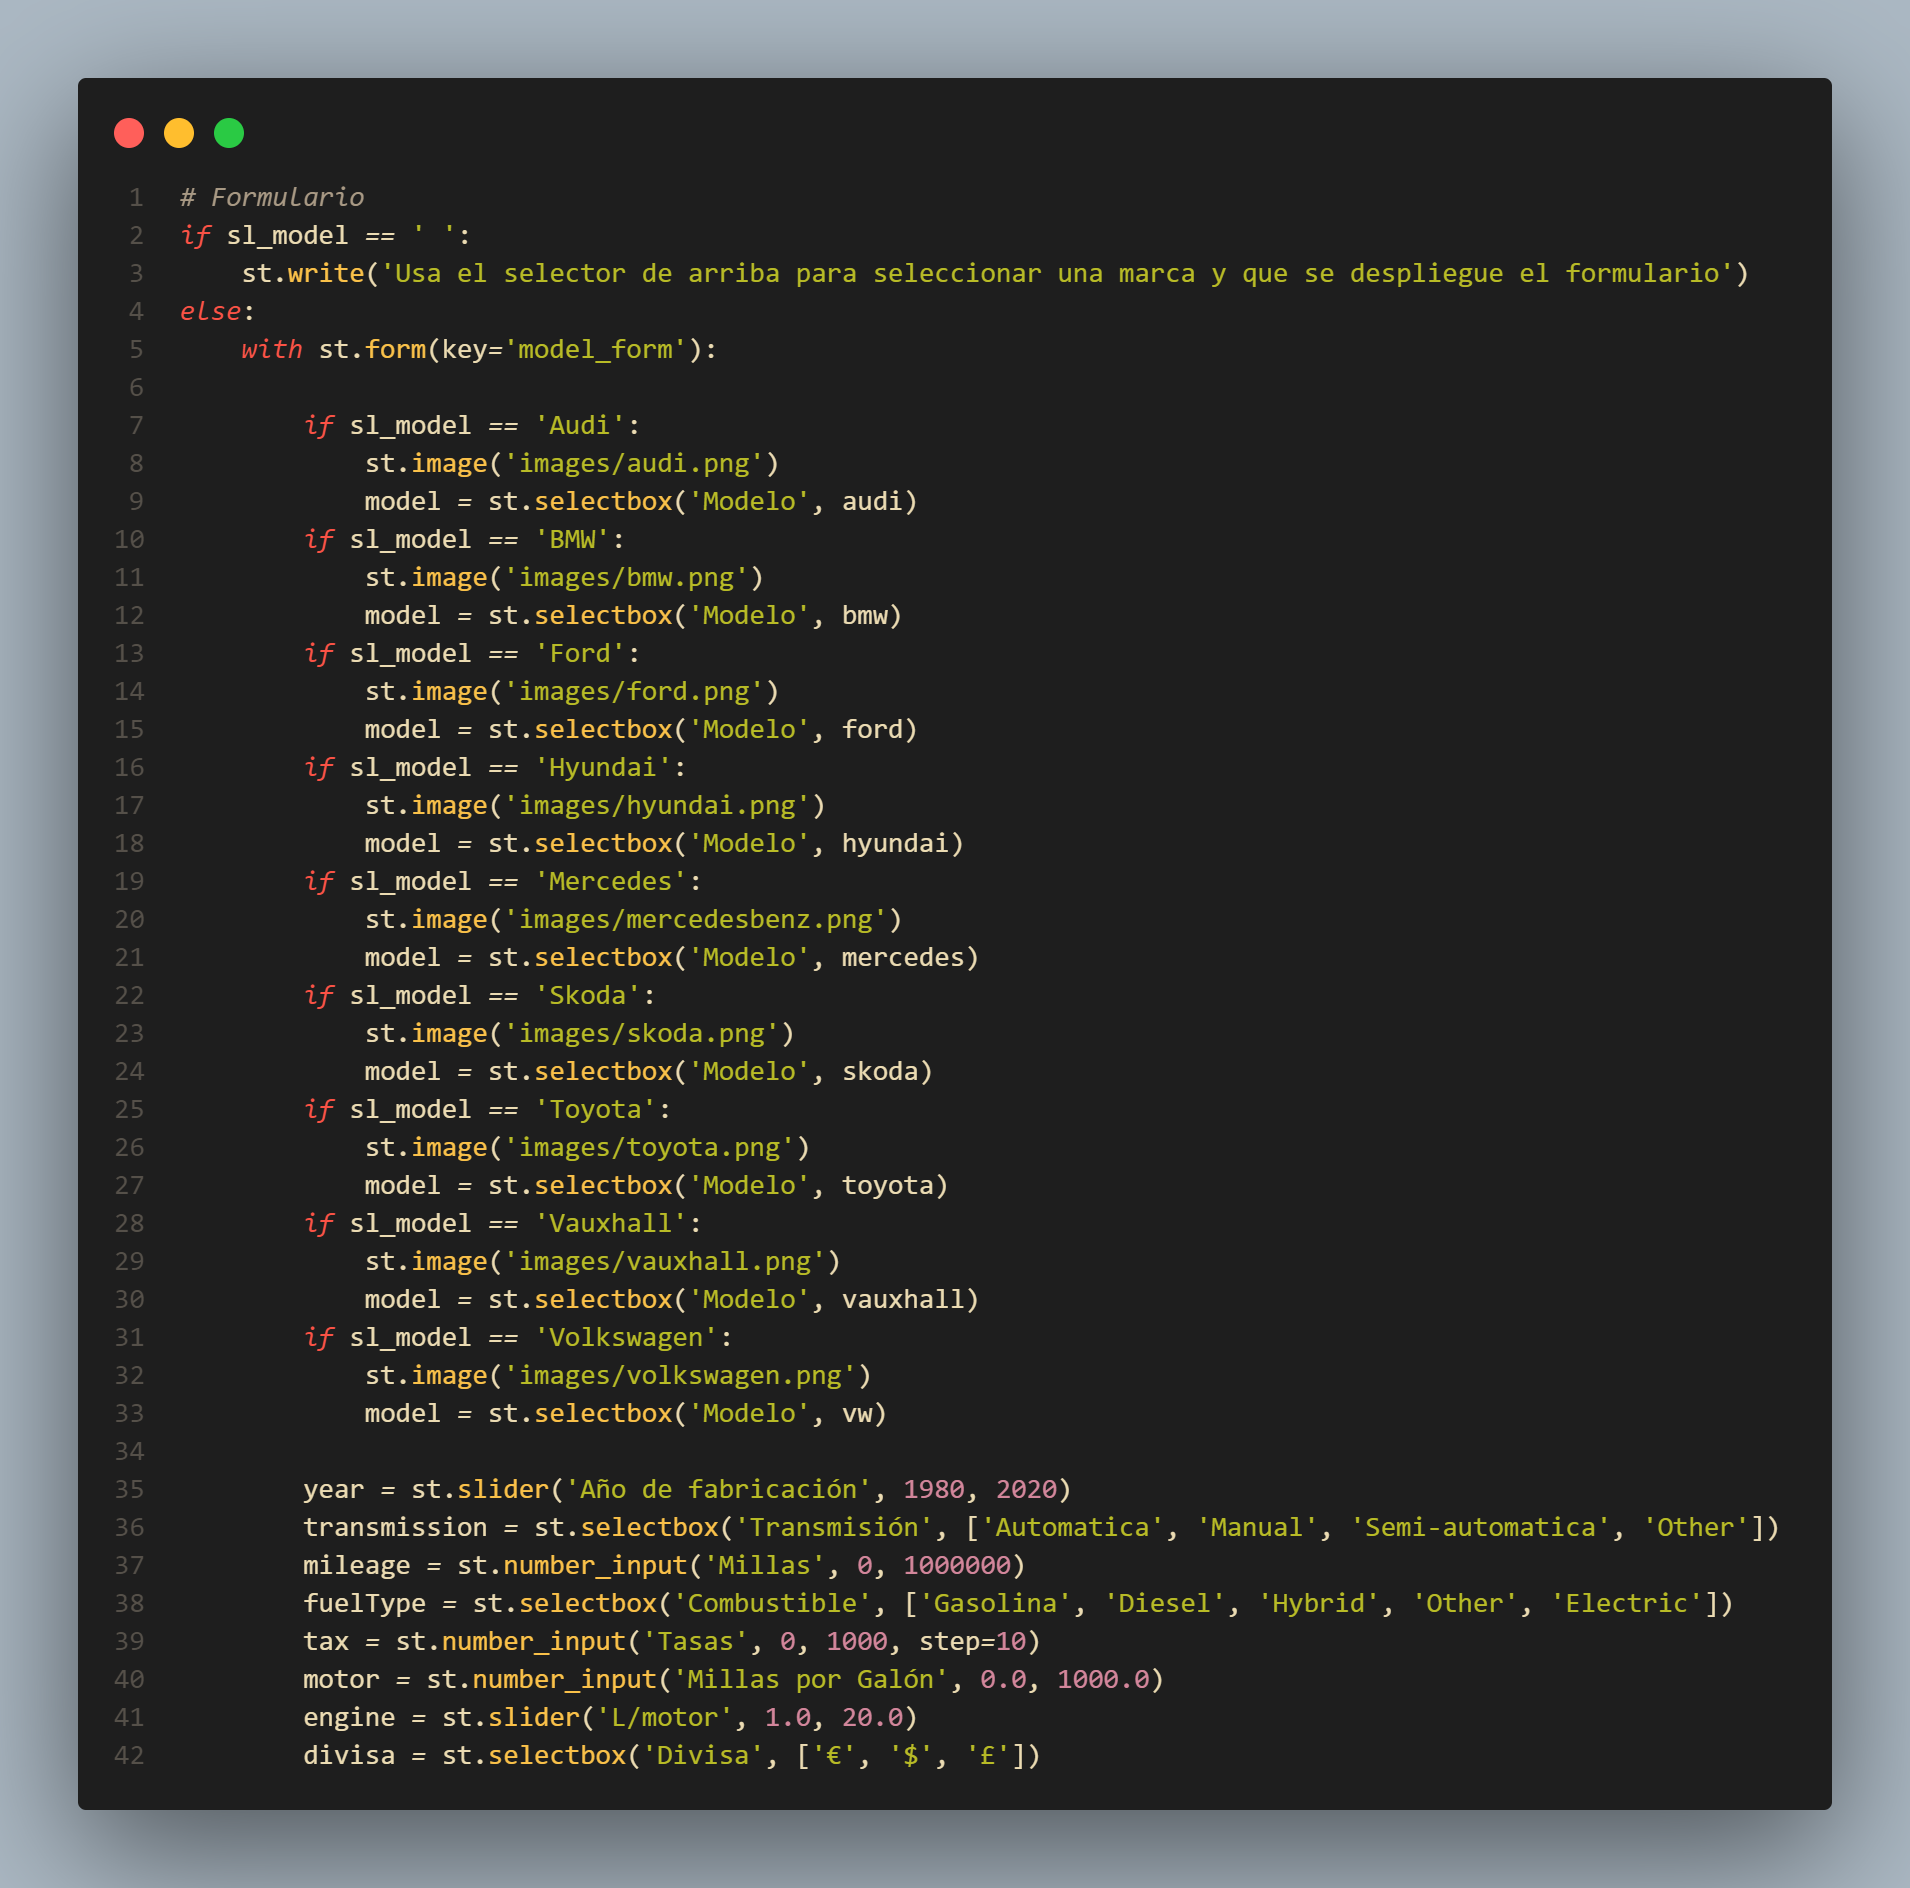 1 # Formulario
2 if sl_model == ' ':
3     st.write('Usa el selector de arriba para seleccionar una marca y que se despliegue el formulario')
4 else:
5     with st.form(key='model_form'):
6
7         if sl_model == 'Audi':
8             st.image('images/audi.png')
9             model = st.selectbox('Modelo', audi)
10         if sl_model == 'BMW':
11             st.image('images/bmw.png')
12             model = st.selectbox('Modelo', bmw)
13         if sl_model == 'Ford':
14             st.image('images/ford.png')
15             model = st.selectbox('Modelo', ford)
16         if sl_model == 'Hyundai':
17             st.image('images/hyundai.png')
18             model = st.selectbox('Modelo', hyundai)
19         if sl_model == 'Mercedes':
20             st.image('images/mercedesbenz.png')
21             model = st.selectbox('Modelo', mercedes)
22         if sl_model == 'Skoda':
23             st.image('images/skoda.png')
24             model = st.selectbox('Modelo', skoda)
25         if sl_model == 'Toyota':
26             st.image('images/toyota.png')
27             model = st.selectbox('Modelo', toyota)
28         if sl_model == 'Vauxhall':
29             st.image('images/vauxhall.png')
30             model = st.selectbox('Modelo', vauxhall)
31         if sl_model == 'Volkswagen':
32             st.image('images/volkswagen.png')
33             model = st.selectbox('Modelo', vw)
34
35         year = st.slider('Año de fabricación', 1980, 2020)
36         transmission = st.selectbox('Transmisión', ['Automatica', 'Manual', 'Semi-automatica', 'Other'])
37         mileage = st.number_input('Millas', 0, 1000000)
38         fuelType = st.selectbox('Combustible', ['Gasolina', 'Diesel', 'Hybrid', 'Other', 'Electric'])
39         tax = st.number_input('Tasas', 0, 1000, step=10)
40         motor = st.number_input('Millas por Galón', 0.0, 1000.0)
41         engine = st.slider('L/motor', 1.0, 20.0)
42         divisa = st.selectbox('Divisa', ['€', '$', '£'])